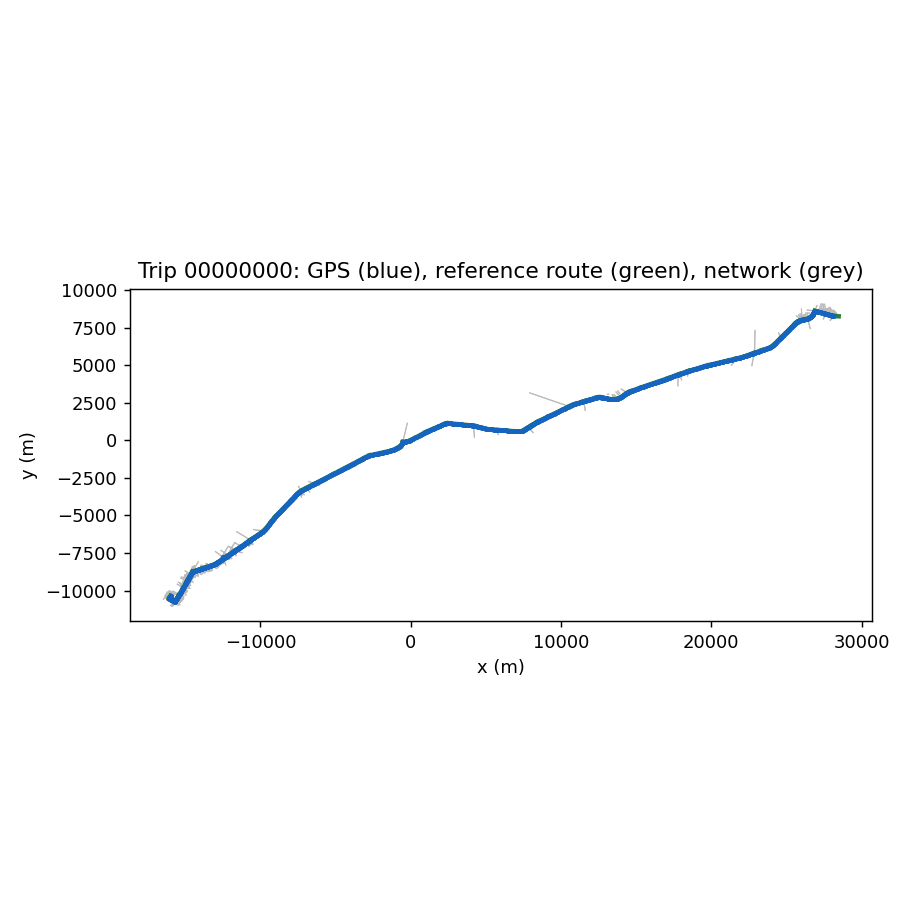 Trip 00000000: GPS (blue), reference route (green), network (grey)
10000
7500
5000
2500
0
−2500
−5000
−7500
−10000
y (m)
−10000 0 10000 20000 30000
x (m)